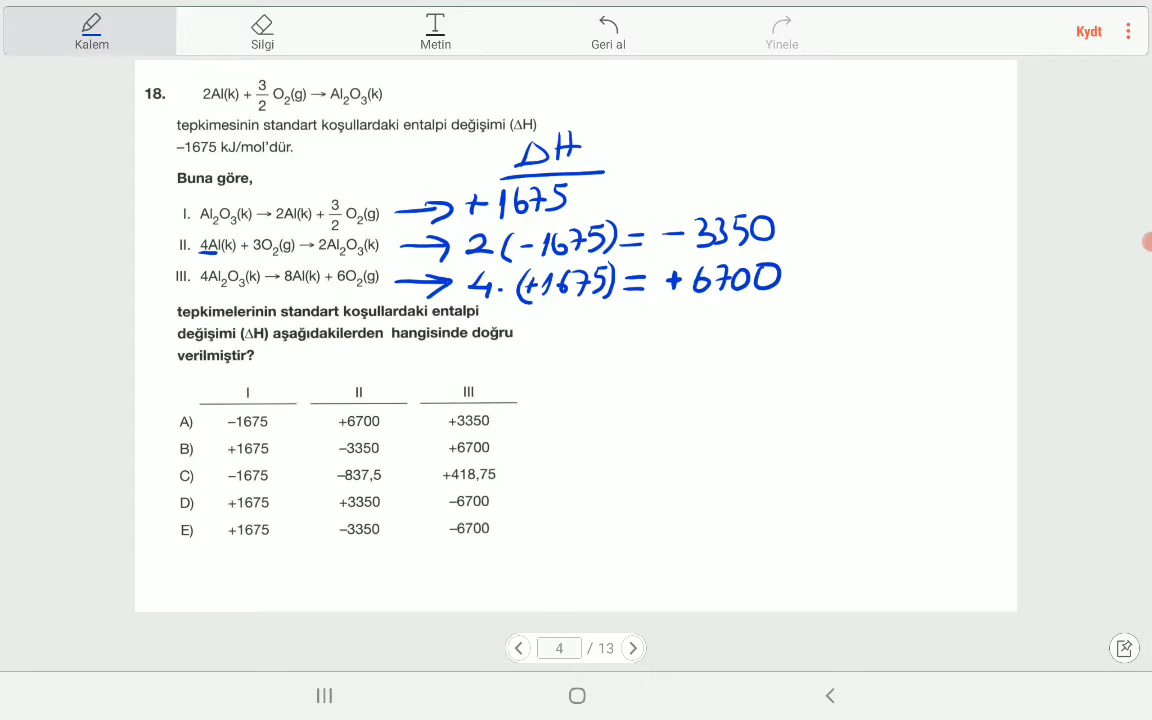 Kalem Silgi Metin Geri al Yinele Kydt
18. 2Al(k) + 3/2 O₂(g) → Al₂O₃(k)
tepkimesinin standart koşullardaki entalpi değişimi (ΔH)
–1675 kJ/mol'dür.
ΔH
Buna göre,
I. Al₂O₃(k) → 2Al(k) + 3/2 O₂(g) → +1675
II. 4Al(k) + 3O₂(g) → 2Al₂O₃(k) → 2(-1675) = -3350
III. 4Al₂O₃(k) → 8Al(k) + 6O₂(g) → 4.(+1675) = +6700
tepkimelerinin standart koşullardaki entalpi
değişimi (ΔH) aşağıdakilerden hangisinde doğru
verilmiştir?
I II III
A) –1675 +6700 +3350
B) +1675 –3350 +6700
C) –1675 –837,5 +418,75
D) +1675 +3350 –6700
E) +1675 –3350 –6700
4 / 13